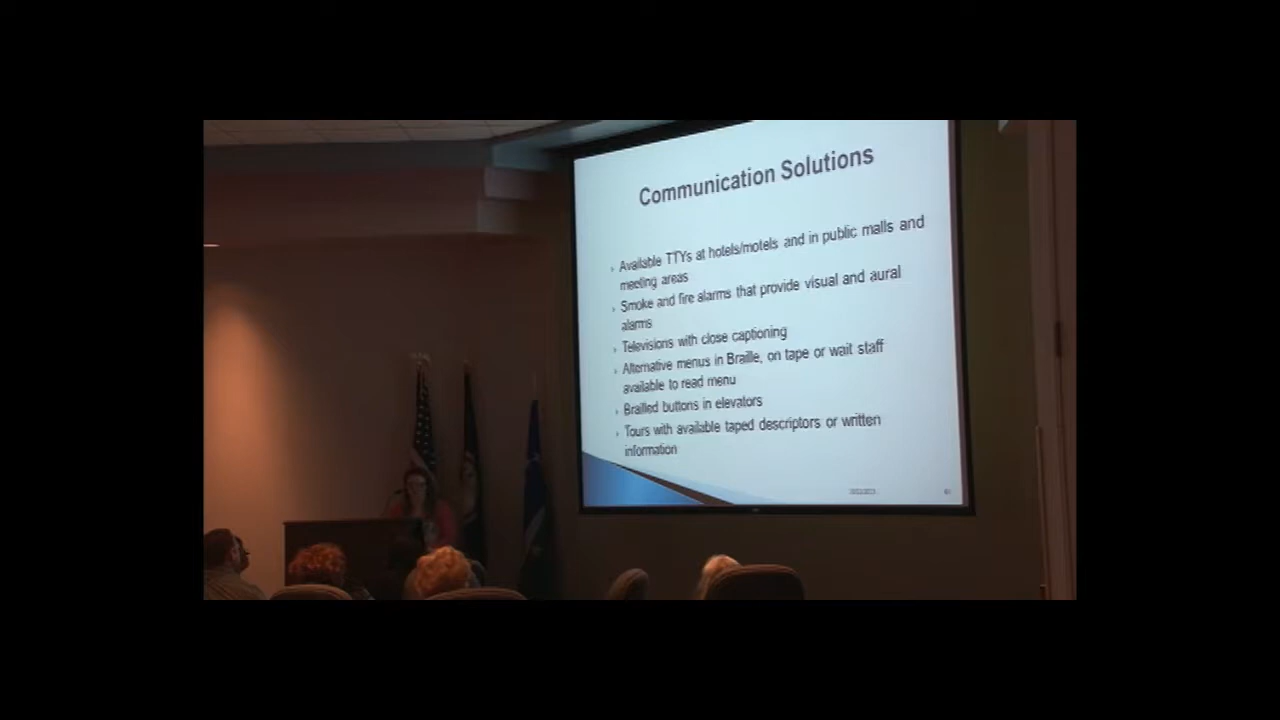 Communication Solutions
Available TTYs at hotels/motels and in public malls and
meeting areas
Smoke and fire alarms that provide visual and aural
alarms
Televisions with close captioning
Alternative menus in Braille, on tape or wait staff
available to read menu
Brailled buttons in elevators
Tours with available taped descriptors or written
information